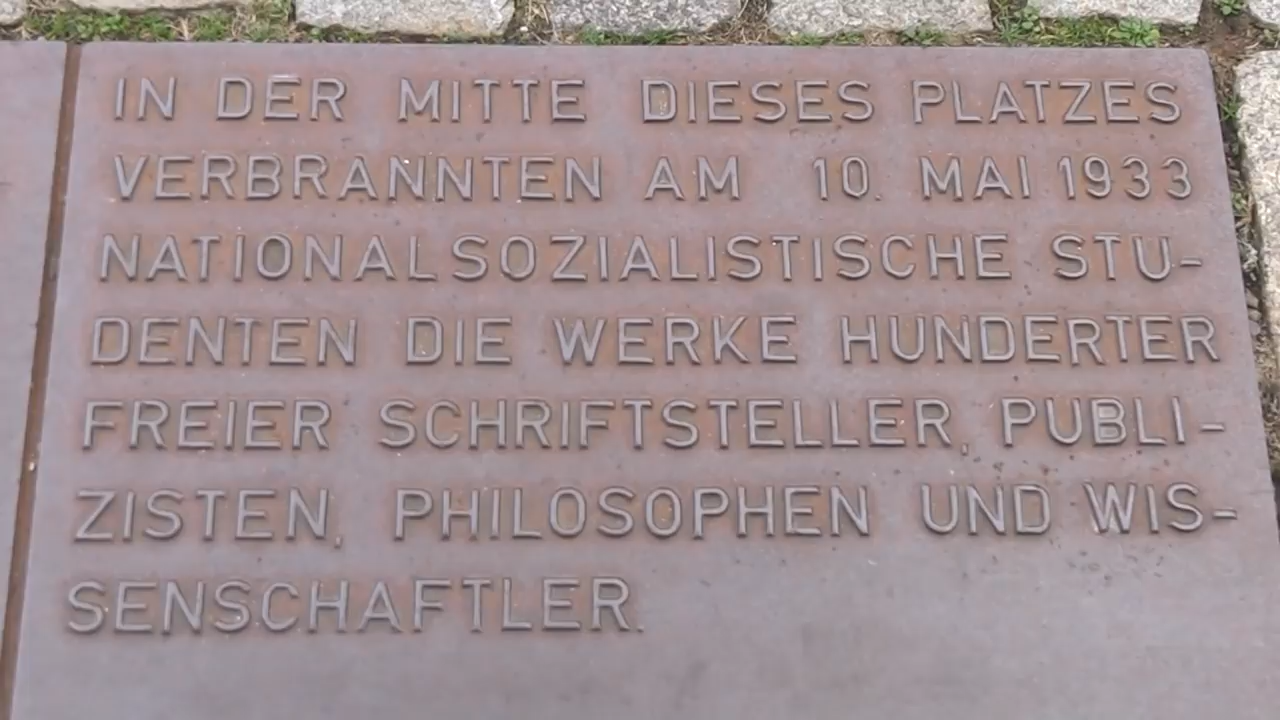 IN DER MITTE DIESES PLATZES
VERBRANNTEN AM 10. MAI 1933
NATIONALSOZIALISTISCHE STU-
DENTEN DIE WERKE HUNDERTER
FREIER SCHRIFTSTELLER, PUBLI-
ZISTEN, PHILOSOPHEN UND WIS-
SENSCHAFTLER.